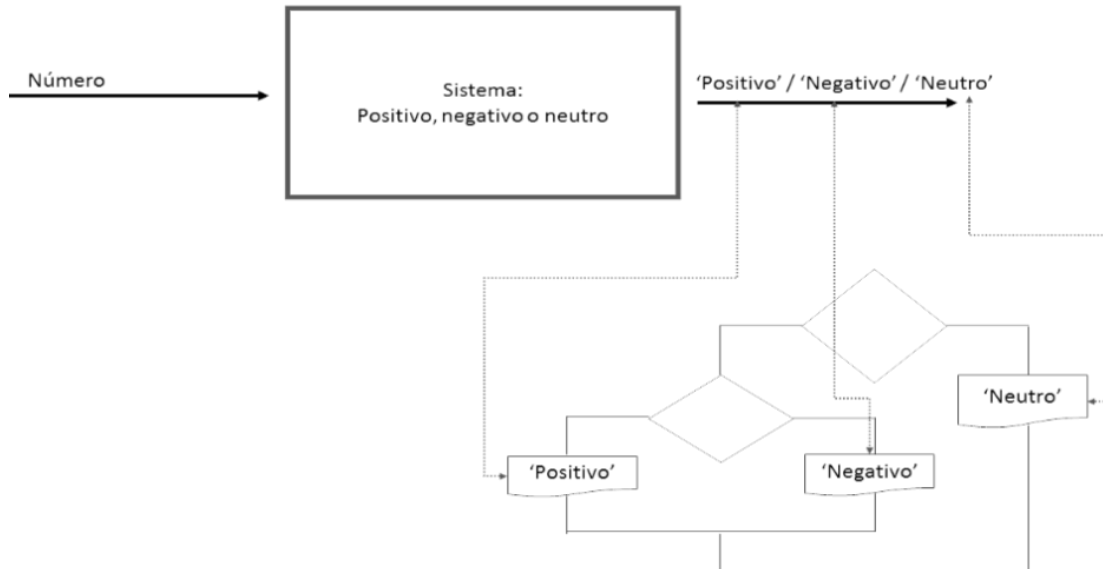 Número
Sistema:
Positivo, negativo o neutro
‘Positivo’ / ‘Negativo’ / ‘Neutro’
‘Neutro’
‘Positivo’
‘Negativo’